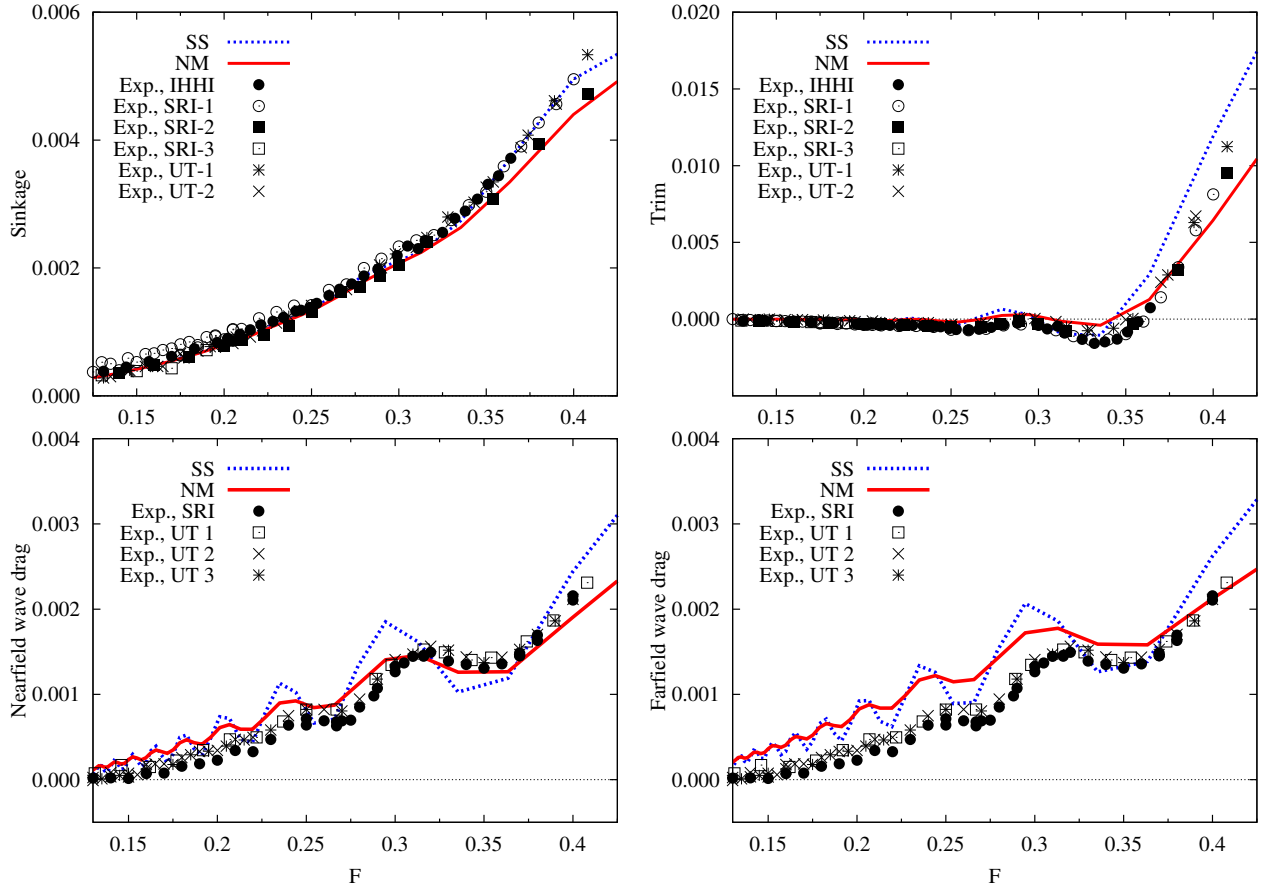 0.006
0.004
0.002
0.000
Sinkage
SS
NM
Exp., IHHI
Exp., SRI-1
Exp., SRI-2
Exp., SRI-3
Exp., UT-1
Exp., UT-2
0.15 0.2 0.25 0.3 0.35 0.4
0.020
0.015
0.010
0.005
0.000
Trim
SS
NM
Exp., IHHI
Exp., SRI-1
Exp., SRI-2
Exp., SRI-3
Exp., UT-1
Exp., UT-2
0.15 0.2 0.25 0.3 0.35 0.4
0.004
0.003
0.002
0.001
0.000
Nearfield wave drag
SS
NM
Exp., SRI
Exp., UT 1
Exp., UT 2
Exp., UT 3
0.15 0.2 0.25 0.3 0.35 0.4
F
0.004
0.003
0.002
0.001
0.000
Farfield wave drag
SS
NM
Exp., SRI
Exp., UT 1
Exp., UT 2
Exp., UT 3
0.15 0.2 0.25 0.3 0.35 0.4
F